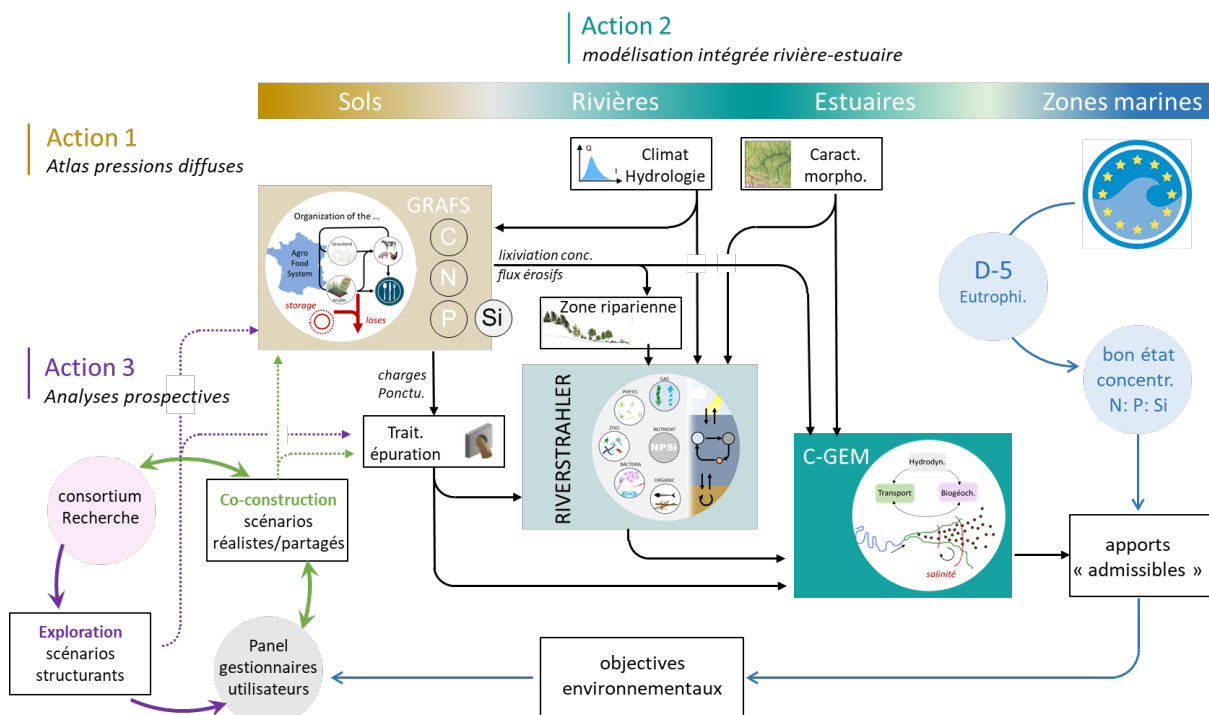 Action 2
modélisation intégrée rivière-estuaire
Sols
Rivières
Estuaires
Zones marines
Action 1
Atlas pressions diffuses
Q
t
Climat
Hydrologie
Caract.
morpho.
GRAFS
Organization of the ...
Grassland
Agro
Food
System
Arable
storage
loses
C
N
P
Si
lixiviation conc.
flux érosifs
Zone riparienne
D-5
Eutrophi.
bon état
concentr.
N: P: Si
Action 3
Analyses prospectives
charges
Ponctu.
Trait.
épuration
RIVERSTRAHLER
PHYTO.
GAS
ZOO.
NUTRIENT
NPSi
BACTERIA
ORGANIC
C-GEM
Hydrodyn.
Transport
Biogéoch.
salinité
consortium
Recherche
Co-construction
scénarios
réalistes/partagés
apports
« admissibles »
Exploration
scénarios
structurants
Panel
gestionnaires
utilisateurs
objectives
environnementaux